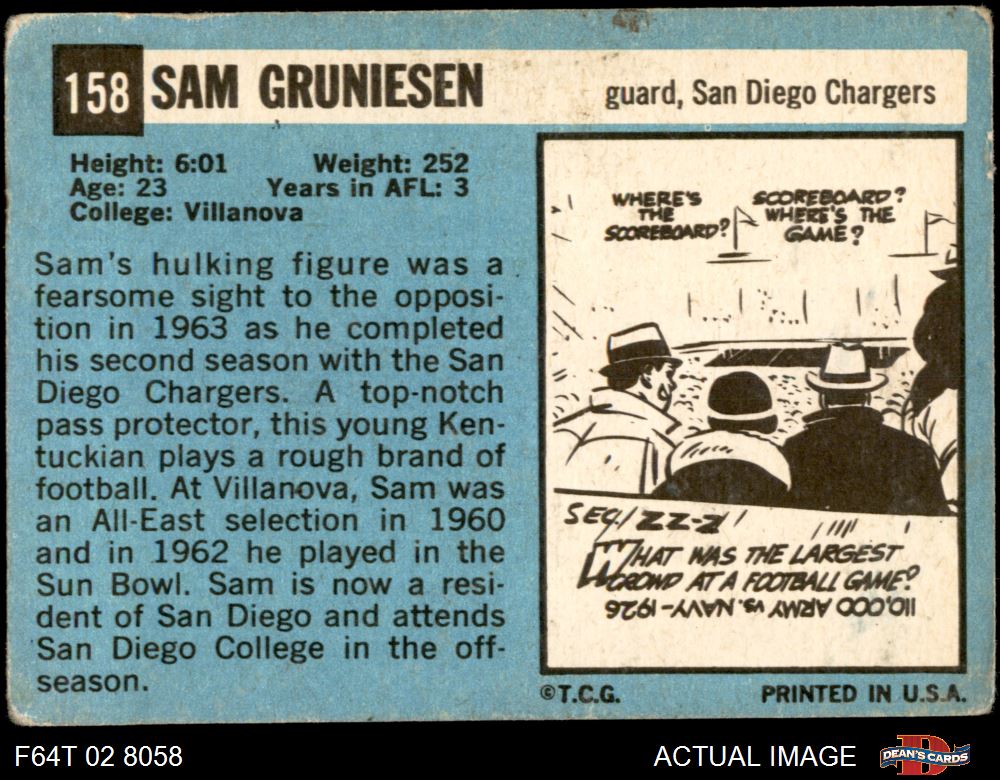 158 SAM GRUNIESEN
guard, San Diego Chargers
Height: 6:01 Weight: 252
Age: 23 Years in AFL: 3
College: Villanova
Sam's hulking figure was a
fearsome sight to the opposi-
tion in 1963 as he completed
his second season with the San
Diego Chargers. A top-notch
pass protector, this young Ken-
tuckian plays a rough brand of
football. At Villanova, Sam was
an All-East selection in 1960
and in 1962 he played in the
Sun Bowl. Sam is now a resi-
dent of San Diego and attends
San Diego College in the off-
season.
WHERE'S
THE
SCOREBOARD?
SCOREBOARD?
WHERE'S THE
GAME?
SEC/ ZZ-Z
WHAT WAS THE LARGEST
CROWD AT A FOOTBALL GAME?
110,000 ARMY vs. NAVY-1926
©T.C.G. PRINTED IN U.S.A.
F64T 02 8058
ACTUAL IMAGE
DEAN'S CARDS